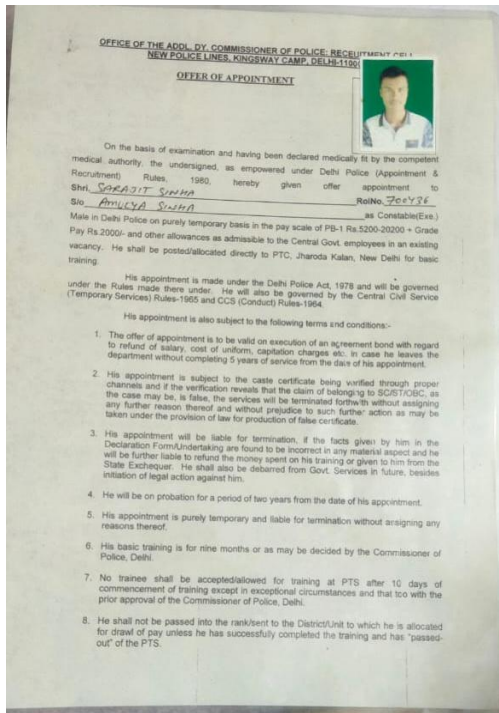 OFFICE OF THE ADDL. DY. COMMISSIONER OF POLICE: RECEUITMENT CELL
NEW POLICE LINES, KINGSWAY CAMP, DELHI-1100
OFFER OF APPOINTMENT
On the basis of examination and having been declared medically fit by the competent
medical authority, the undersigned, as empowered under Delhi Police (Appointment &
Recruitment) Rules, 1980, hereby given offer appointment to
Shri. SARAJIT SINHA RolNo. 700436
S/o AMULYA SINHA as Constable(Exe.)
Male in Delhi Police on purely temporary basis in the pay scale of PB-1 Rs.5200-20200 + Grade
Pay Rs.2000/- and other allowances as admissible to the Central Govt. employees in an existing
vacancy. He shall be posted/allocated directly to PTC, Jharoda Kalan, New Delhi for basic
training.
His appointment is made under the Delhi Police Act, 1978 and will be governed
under the Rules made there under. He will also be governed by the Central Civil Service
(Temporary Services) Rules-1965 and CCS (Conduct) Rules-1964.
His appointment is also subject to the following terms and conditions:-
1. The offer of appointment is to be valid on execution of an agreement bond with regard
to refund of salary, cost of uniform, capitation charges etc. in case he leaves the
department without completing 5 years of service from the date of his appointment.
2. His appointment is subject to the caste certificate being verified through proper
channels and if the verification reveals that the claim of belonging to SC/ST/OBC, as
the case may be, is false, the services will be terminated forthwith without assigning
any further reason thereof and without prejudice to such further action as may be
taken under the provision of law for production of false certificate.
3. His appointment will be liable for termination, if the facts given by him in the
Declaration Form/Undertaking are found to be incorrect in any material aspect and he
will be further liable to refund the money spent on his training or given to him from the
State Exchequer. He shall also be debarred from Govt. Services in future, besides
initiation of legal action against him.
4. He will be on probation for a period of two years from the date of his appointment.
5. His appointment is purely temporary and liable for termination without assigning any
reasons thereof.
6. His basic training is for nine months or as may be decided by the Commissioner of
Police, Delhi.
7. No trainee shall be accepted/allowed for training at PTS after 10 days of
commencement of training except in exceptional circumstances and that too with the
prior approval of the Commissioner of Police, Delhi.
8. He shall not be passed into the rank/sent to the District/Unit to which he is allocated
for drawl of pay unless he has successfully completed the training and has "passed-
out" of the PTS.